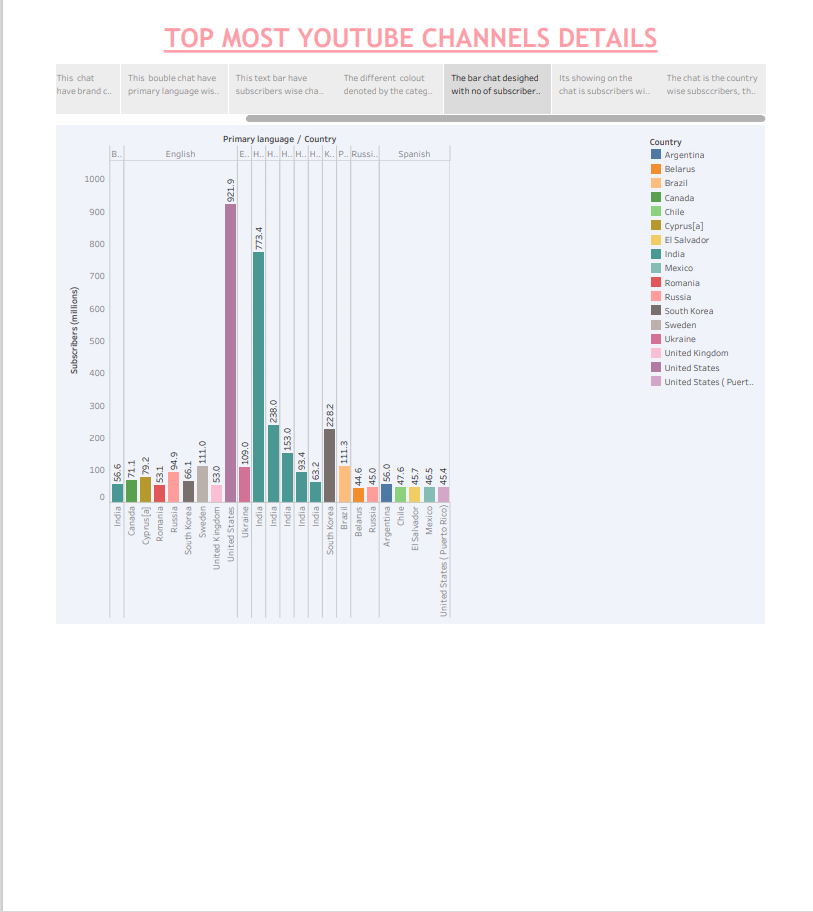 TOP MOST YOUTUBE CHANNELS DETAILS
This chat
have brand c..
This bouble chat have
primary language wis..
This text bar have
subscribers wise cha..
The different colout
denoted by the categ..
The bar chat desighed
with no of subscriber..
Its showing on the
chat is subscribers wi..
The chat is the country
wise subsccribers, th..
Primary language / Country
B..
English
E..
H..
H..
H..
H..
H..
K..
P..
Russi..
Spanish
Subscribers (millions)
1000
900
800
700
600
500
400
300
200
100
0
56.6
71.1
79.2
53.1
94.9
66.1
111.0
53.0
921.9
109.0
773.4
238.0
153.0
93.4
63.2
228.2
111.3
44.6
45.0
56.0
47.6
45.7
46.5
45.4
India
Canada
Cyprus[a]
Romania
Russia
South Korea
Sweden
United Kingdom
United States
Ukraine
India
India
India
India
India
South Korea
Brazil
Belarus
Russia
Argentina
Chile
El Salvador
Mexico
United States ( Puerto Rico)
Country
Argentina
Belarus
Brazil
Canada
Chile
Cyprus[a]
El Salvador
India
Mexico
Romania
Russia
South Korea
Sweden
Ukraine
United Kingdom
United States
United States ( Puert..